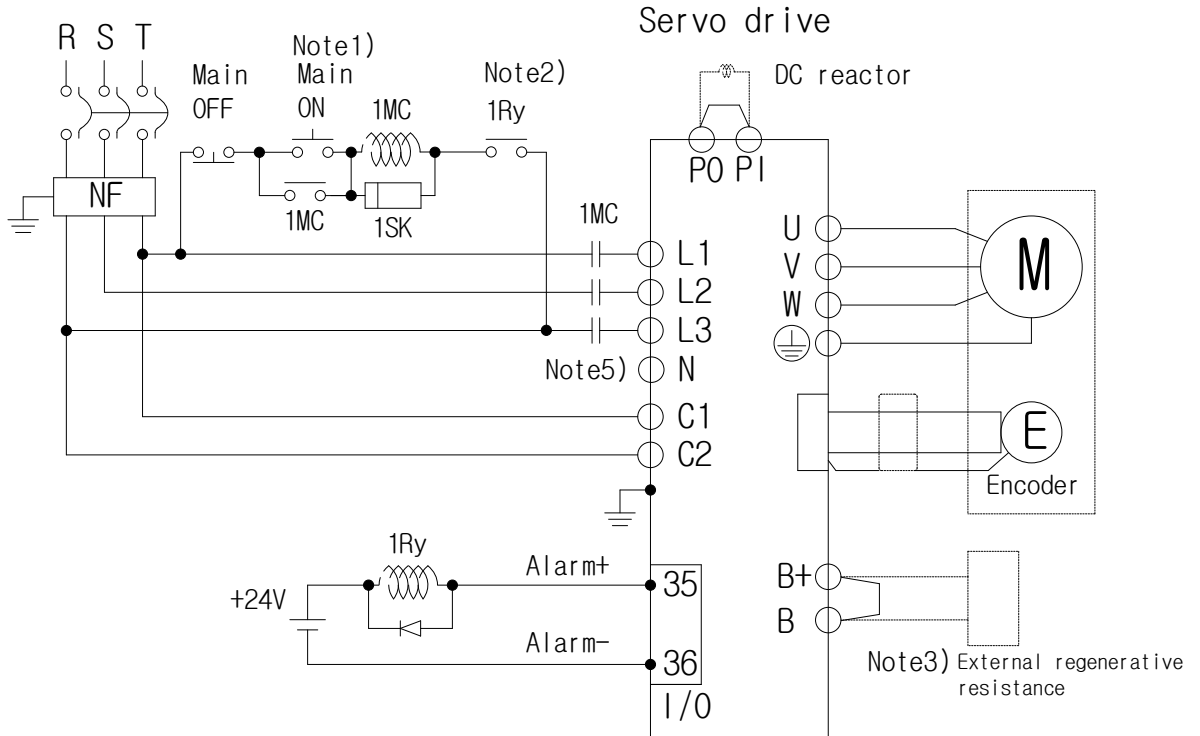 Servo drive
R S T
Note1)
Main
OFF
Main
ON
1MC
Note2)
1Ry
DC reactor
PO PI
NF
1MC
1SK
1MC
L1
L2
L3
Note5) N
C1
C2
U
V
W
M
E
Encoder
1Ry
+24V
Alarm+
35
Alarm-
36
I/O
B+
B
Note3) External regenerative
resistance